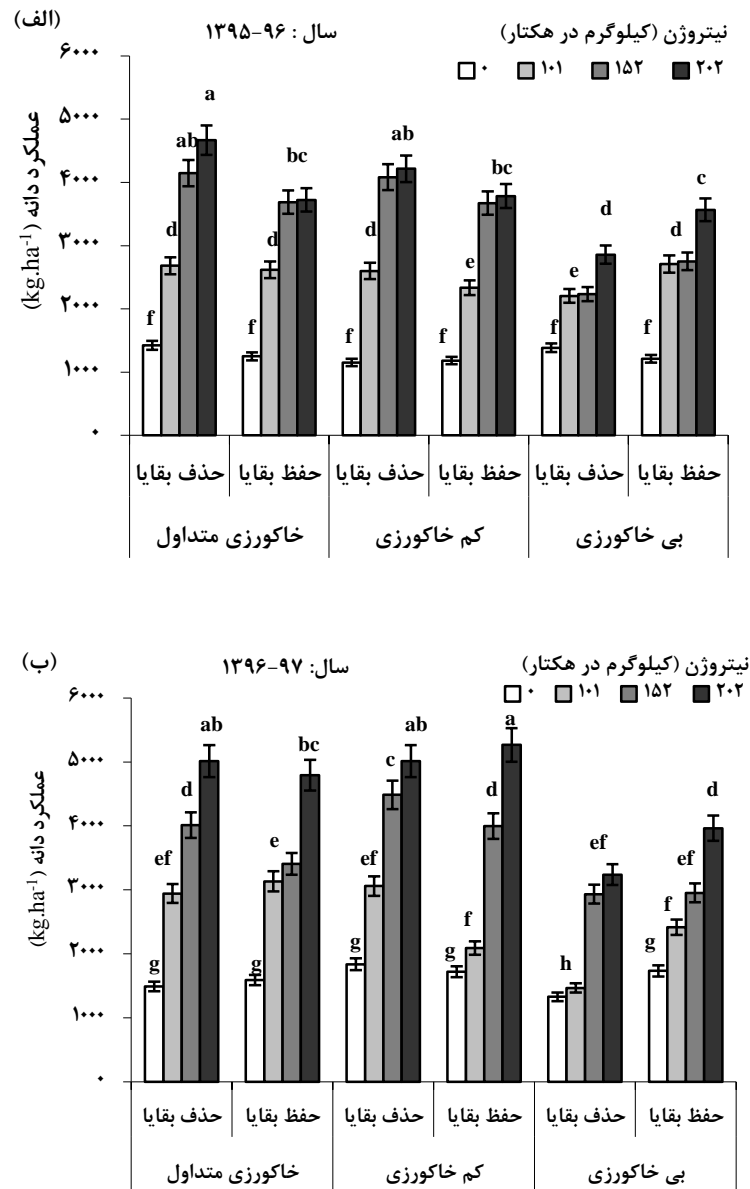 (الف)
سال : ۱۳۹۵-۹۶
نیتروژن (کیلوگرم در هکتار)
۰ ۱۰۱ ۱۵۲ ۲۰۲
عملکرد دانه (kg.ha⁻¹)
۶۰۰۰
۵۰۰۰
۴۰۰۰
۳۰۰۰
۲۰۰۰
۱۰۰۰
۰
f d ab a
f d bc
f d ab
f e bc
f e d
f d c
حذف بقایا حفظ بقایا حذف بقایا حفظ بقایا حذف بقایا حفظ بقایا
خاکورزی متداول کم خاکورزی بی خاکورزی
(ب)
سال: ۱۳۹۶-۹۷
نیتروژن (کیلوگرم در هکتار)
۰ ۱۰۱ ۱۵۲ ۲۰۲
عملکرد دانه (kg.ha⁻¹)
۶۰۰۰
۵۰۰۰
۴۰۰۰
۳۰۰۰
۲۰۰۰
۱۰۰۰
۰
g ef d ab
g e bc
g ef c ab
g f d a
h ef
g f ef d
حذف بقایا حفظ بقایا حذف بقایا حفظ بقایا حذف بقایا حفظ بقایا
خاکورزی متداول کم خاکورزی بی خاکورزی